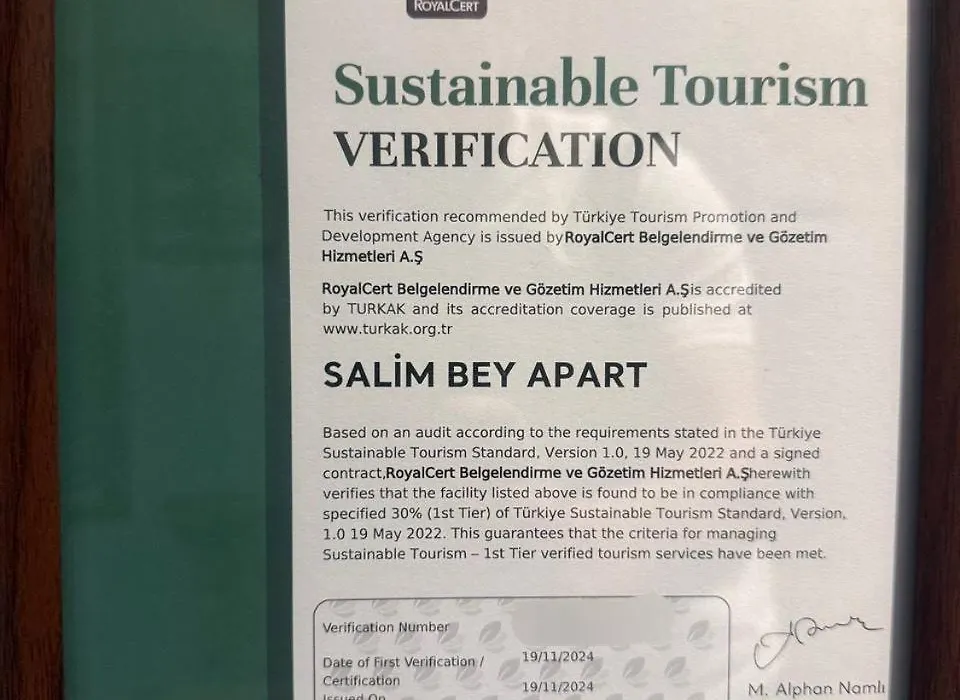 ROYALCERT
Sustainable Tourism
VERIFICATION
This verification recommended by Türkiye Tourism Promotion and
Development Agency is issued by RoyalCert Belgelendirme ve Gözetim
Hizmetleri A.Ş
RoyalCert Belgelendirme ve Gözetim Hizmetleri A.Ş is accredited
by TURKAK and its accreditation coverage is published at
www.turkak.org.tr
SALİM BEY APART
Based on an audit according to the requirements stated in the Türkiye
Sustainable Tourism Standard, Version 1.0, 19 May 2022 and a signed
contract,RoyalCert Belgelendirme ve Gözetim Hizmetleri A.Şherewith
verifies that the facility listed above is found to be in compliance with
specified 30% (1st Tier) of Türkiye Sustainable Tourism Standard, Version,
1.0 19 May 2022. This guarantees that the criteria for managing
Sustainable Tourism – 1st Tier verified tourism services have been met.
Verification Number
Date of First Verification / 19/11/2024
Certification
Issued On 19/11/2024
M. Alphan Namlı